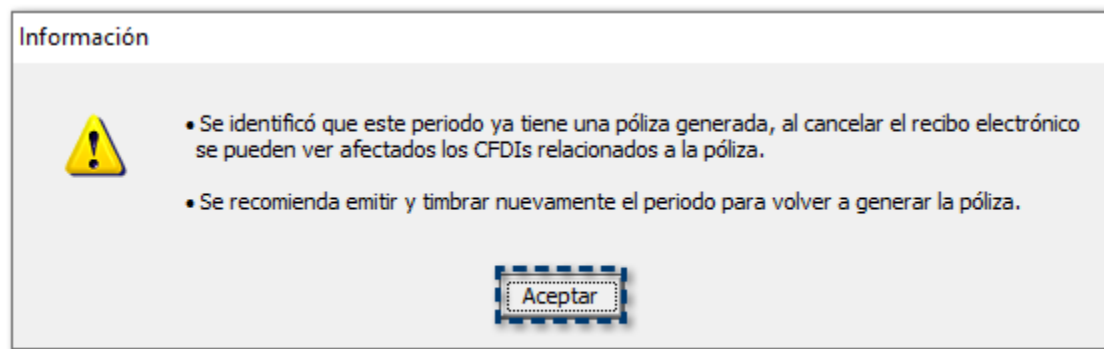 Información
• Se identificó que este periodo ya tiene una póliza generada, al cancelar el recibo electrónico
se pueden ver afectados los CFDIs relacionados a la póliza.
• Se recomienda emitir y timbrar nuevamente el periodo para volver a generar la póliza.
Aceptar